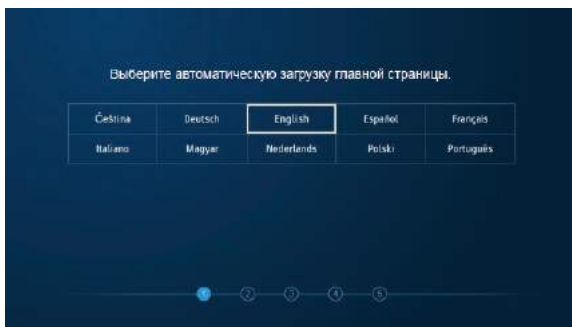 Выберите автоматическую загрузку главной страницы.
Čeština Deutsch English Español Français
Italiano Magyar Nederlands Polski Português
1 2 3 4 5